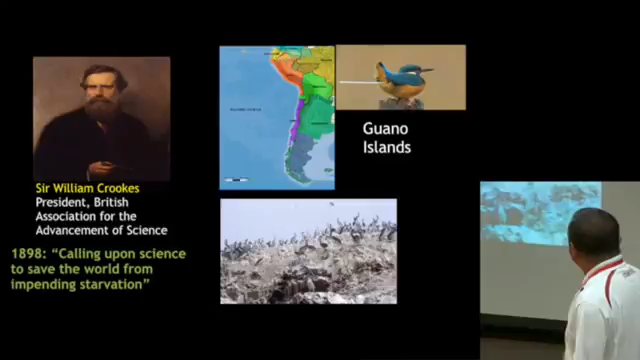 Sir William Crookes
President, British
Association for the
Advancement of Science
1898: “Calling upon science
to save the world from
impending starvation”
Guano
Islands